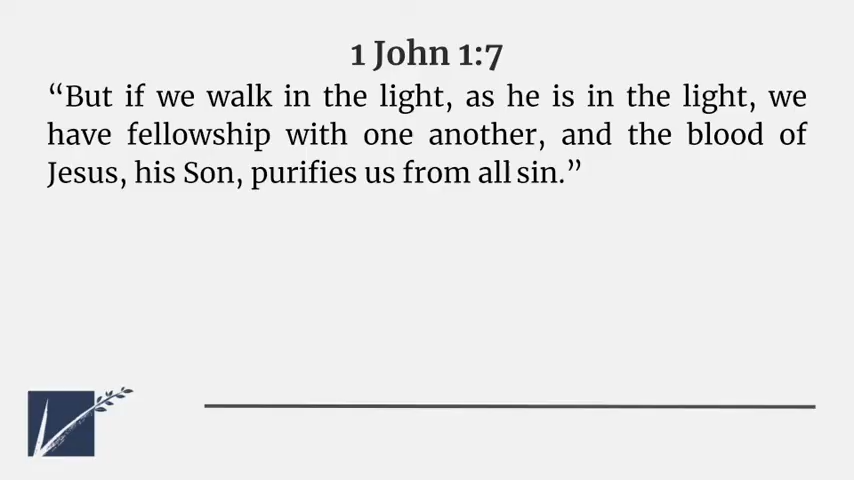 1 John 1:7
“But if we walk in the light, as he is in the light, we
have fellowship with one another, and the blood of
Jesus, his Son, purifies us from all sin.”